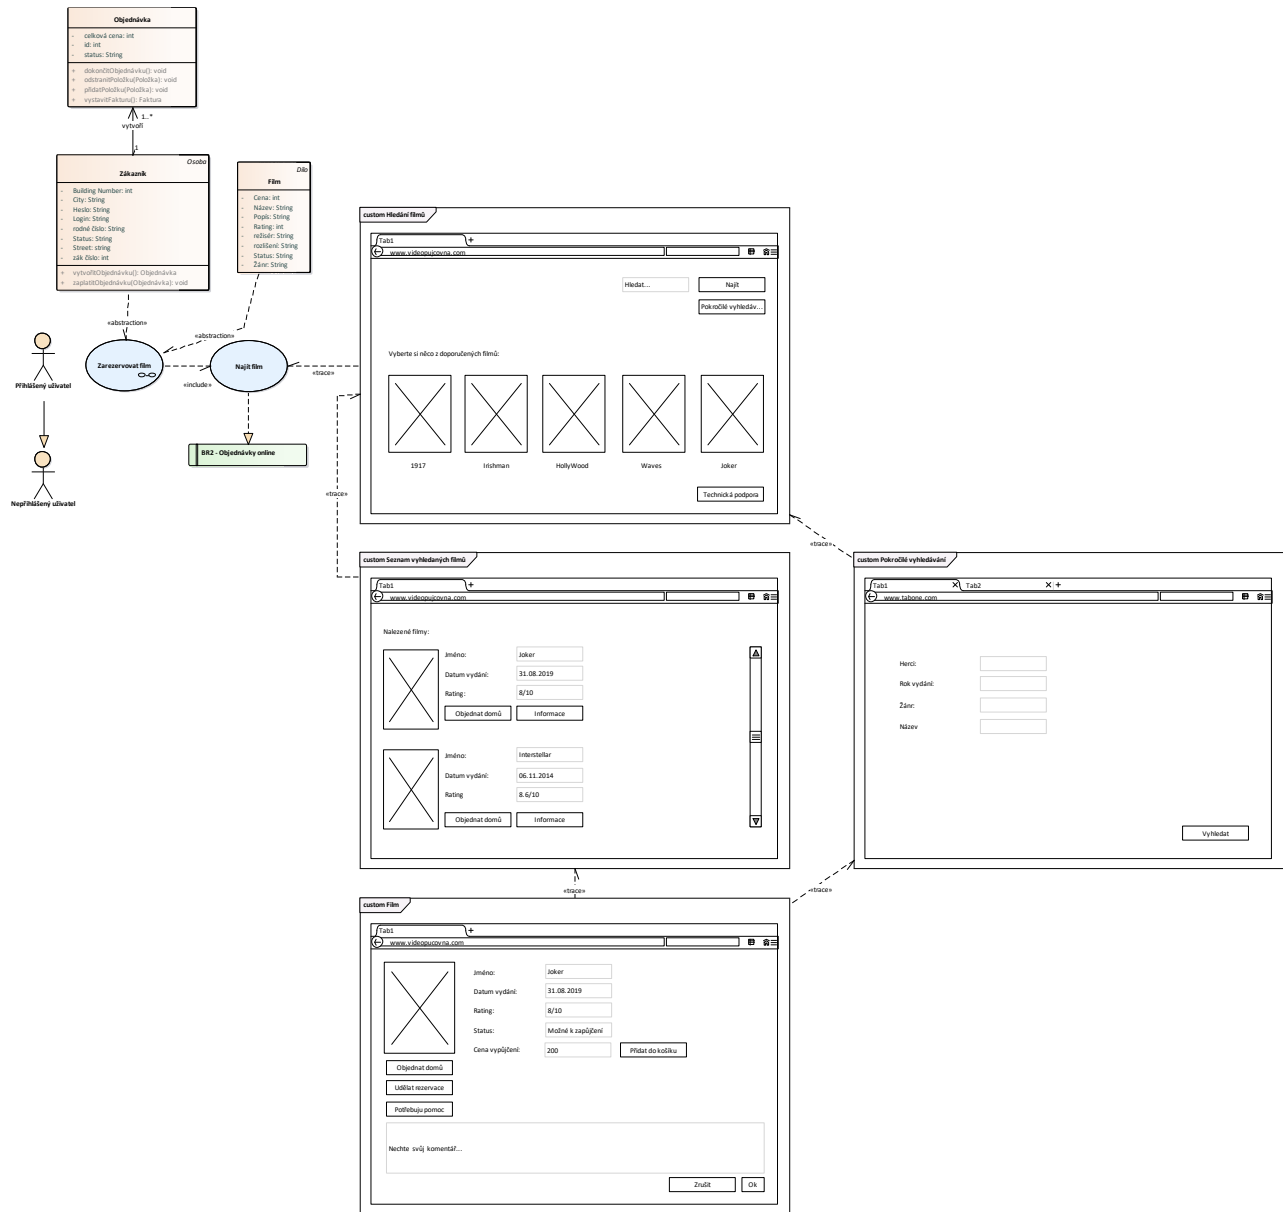 Objednávka
- celková cena: int
- id: int
- status: String
+ dokončitObjednávku(): void
+ odstranitPoložku(Položka): void
+ přidatPoložku(Položka): void
+ vystavitFakturu(): Faktura
1..*
vytvoří
1
Osoba
Zákazník
- Building Number: int
- City: String
- Heslo: String
- Login: String
- rodné číslo: String
- Status: String
- Street: string
- zák číslo: int
+ vytvořitObjednávku(): Objednávka
+ zaplatitObjednávku(Objednávka): void
Dílo
Film
- Cena: int
- Název: String
- Popis: String
- Rating: int
- režisér: String
- rozlišení: String
- Status: String
- Žánr: String
«abstraction»
«abstraction»
Přihlášený uživatel
Zarezervovat film
«include»
Najít film
«trace»
BR2 - Objednávky online
Nepřihlášený uživatel
custom Hledání filmů
Tab1 +
www.videopujcovna.com
Hledat...
Najít
Pokročilé vyhledáv...
Vyberte si něco z doporučených filmů:
1917
Irishman
HollyWood
Waves
Joker
Technická podpora
«trace»
«trace»
custom Seznam vyhledaných filmů
Tab1 +
www.videopujcovna.com
Nalezené filmy:
Jméno: Joker
Datum vydání: 31.08.2019
Rating: 8/10
Objednat domů
Informace
Jméno: Interstellar
Datum vydání: 06.11.2014
Rating 8.6/10
Objednat domů
Informace
custom Pokročilé vyhledávání
Tab1 Tab2 +
www.tabone.com
Herci:
Rok vydání:
Žánr:
Název
Vyhledat
«trace»
«trace»
custom Film
Tab1 +
www.videopucovna.com
Jméno: Joker
Datum vydání: 31.08.2019
Rating: 8/10
Status: Možné k zapůjčení
Cena vypůjčení: 200
Přidat do košíku
Objednat domů
Udělat rezervace
Potřebuju pomoc
Nechte svůj komentář...
Zrušit
Ok